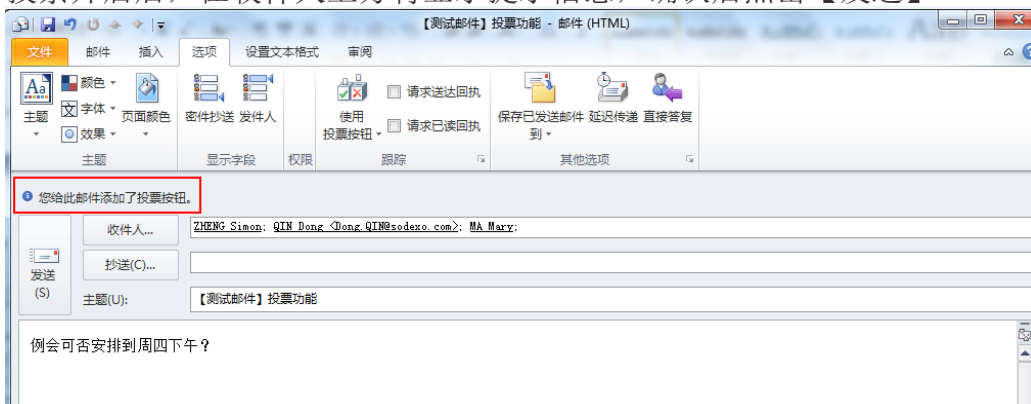 【测试邮件】投票功能 - 邮件 (HTML)
文件 邮件 插入 选项 设置文本格式 审阅
主题 颜色 字体 效果 页面颜色 密件抄送 发件人 使用投票按钮 请求送达回执 请求已读回执 保存已发送邮件到 延迟传递 直接答复
主题 显示字段 权限 跟踪 其他选项
您给此邮件添加了投票按钮。
收件人... ZHENG Simon; QIN Dong <Dong.QIN@sodexo.com>; MA Mary;
抄送(C)...
发送(S)
主题(U): 【测试邮件】投票功能
例会可否安排到周四下午？